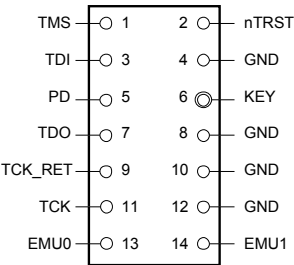 TMS 1 2 nTRST
TDI 3 4 GND
PD 5 6 KEY
TDO 7 8 GND
TCK_RET 9 10 GND
TCK 11 12 GND
EMU0 13 14 EMU1